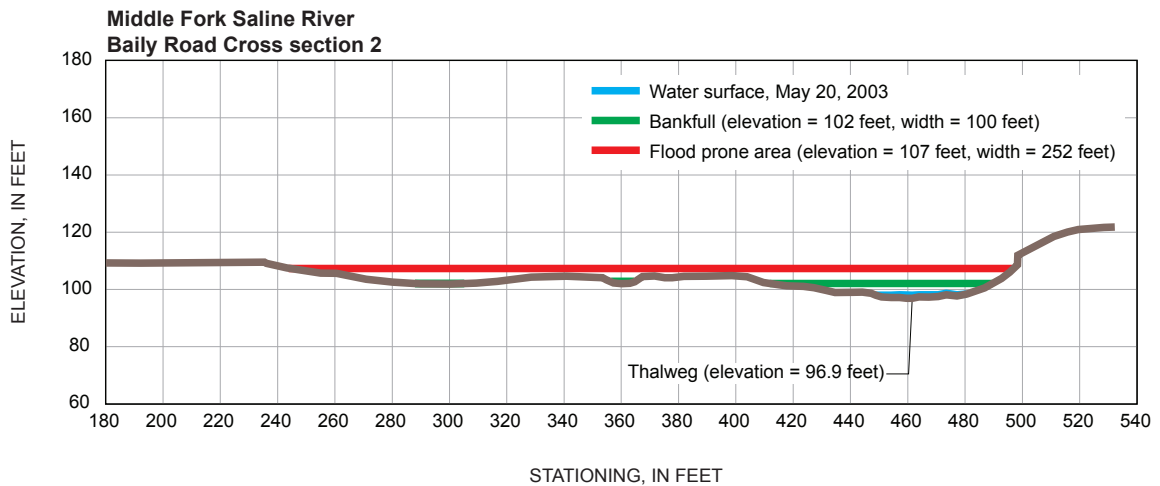 Middle Fork Saline River
Baily Road Cross section 2
180
160
140
120
100
80
60
ELEVATION, IN FEET
Water surface, May 20, 2003
Bankfull (elevation = 102 feet, width = 100 feet)
Flood prone area (elevation = 107 feet, width = 252 feet)
Thalweg (elevation = 96.9 feet)
180 200 220 240 260 280 300 320 340 360 380 400 420 440 460 480 500 520 540
STATIONING, IN FEET